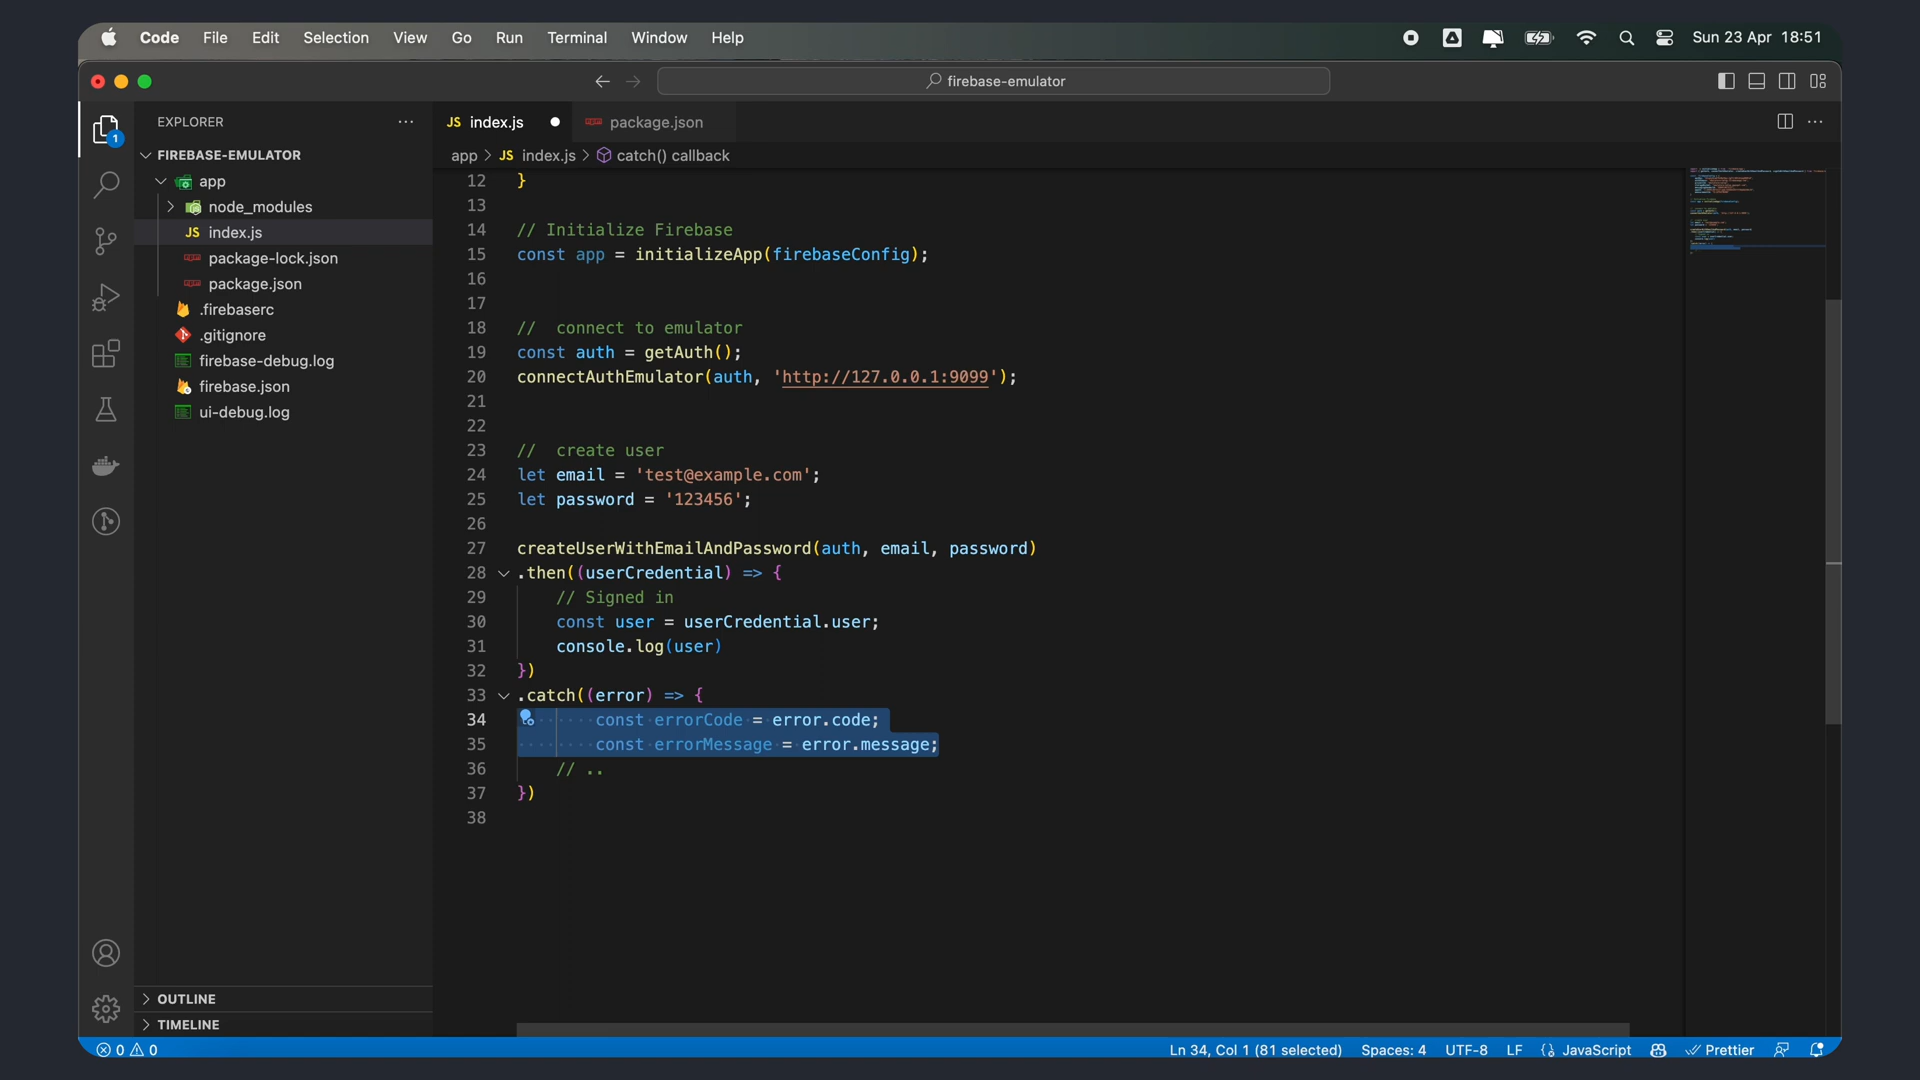 Code File Edit Selection View Go Run Terminal Window Help Sun 23 Apr 18:51
firebase-emulator
EXPLORER
1
FIREBASE-EMULATOR
app
node_modules
JS index.js
package-lock.json
package.json
.firebaserc
.gitignore
firebase-debug.log
firebase.json
ui-debug.log
OUTLINE
TIMELINE
JS index.js package.json
app > JS index.js > catch() callback
12 }
13
14 // Initialize Firebase
15 const app = initializeApp(firebaseConfig);
16
17
18 // connect to emulator
19 const auth = getAuth();
20 connectAuthEmulator(auth, 'http://127.0.0.1:9099');
21
22
23 // create user
24 let email = 'test@example.com';
25 let password = '123456';
26
27 createUserWithEmailAndPassword(auth, email, password)
28 .then((userCredential) => {
29 // Signed in
30 const user = userCredential.user;
31 console.log(user)
32 })
33 .catch((error) => {
34 const errorCode = error.code;
35 const errorMessage = error.message;
36 // ..
37 })
38
0 0 Ln 34, Col 1 (81 selected) Spaces: 4 UTF-8 LF {} JavaScript Prettier